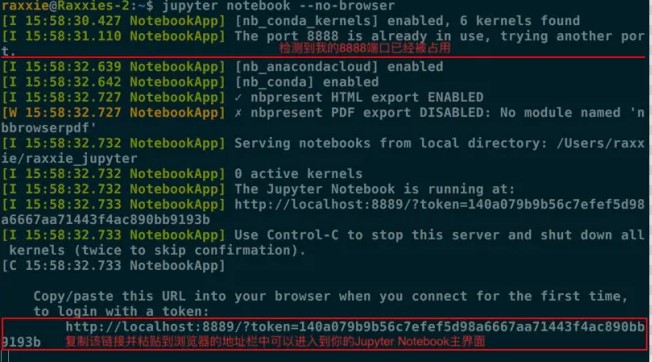 raxxie@Raxxies-2:~$ jupyter notebook --no-browser
[I 15:58:30.427 NotebookApp] [nb_conda_kernels] enabled, 6 kernels found
[I 15:58:31.110 NotebookApp] The port 8888 is already in use, trying another por
t.
检测到我的8888端口已经被占用
[I 15:58:32.639 NotebookApp] [nb_anacondacloud] enabled
[I 15:58:32.642 NotebookApp] [nb_conda] enabled
[I 15:58:32.727 NotebookApp] ✓ nbpresent HTML export ENABLED
[W 15:58:32.727 NotebookApp] ✗ nbpresent PDF export DISABLED: No module named 'n
bbrowserpdf'
[I 15:58:32.732 NotebookApp] Serving notebooks from local directory: /Users/raxx
ie/raxxie_jupyter
[I 15:58:32.732 NotebookApp] 0 active kernels
[I 15:58:32.732 NotebookApp] The Jupyter Notebook is running at:
[I 15:58:32.733 NotebookApp] http://localhost:8889/?token=140a079b9b56c7efef5d98
a6667aa71443f4ac890bb9193b
[I 15:58:32.733 NotebookApp] Use Control-C to stop this server and shut down all
kernels (twice to skip confirmation).
[C 15:58:32.733 NotebookApp]
Copy/paste this URL into your browser when you connect for the first time,
to login with a token:
http://localhost:8889/?token=140a079b9b56c7efef5d98a6667aa71443f4ac890bb
9193b
复制该链接并粘贴到浏览器的地址栏中可以进入到你的Jupyter Notebook主界面